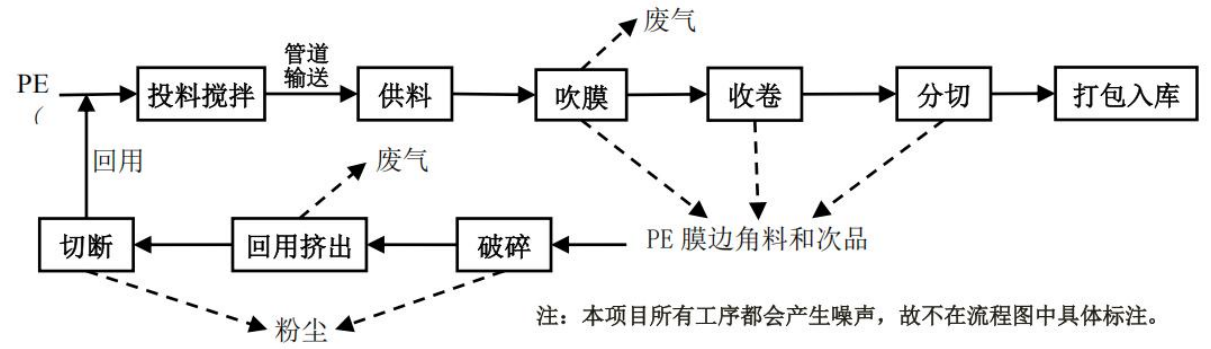 废气
管道
输送
PE
(
投料搅拌
供料
吹膜
收卷
分切
打包入库
回用
废气
切断
回用挤出
破碎
PE 膜边角料和次品
粉尘
注：本项目所有工序都会产生噪声，故不在流程图中具体标注。